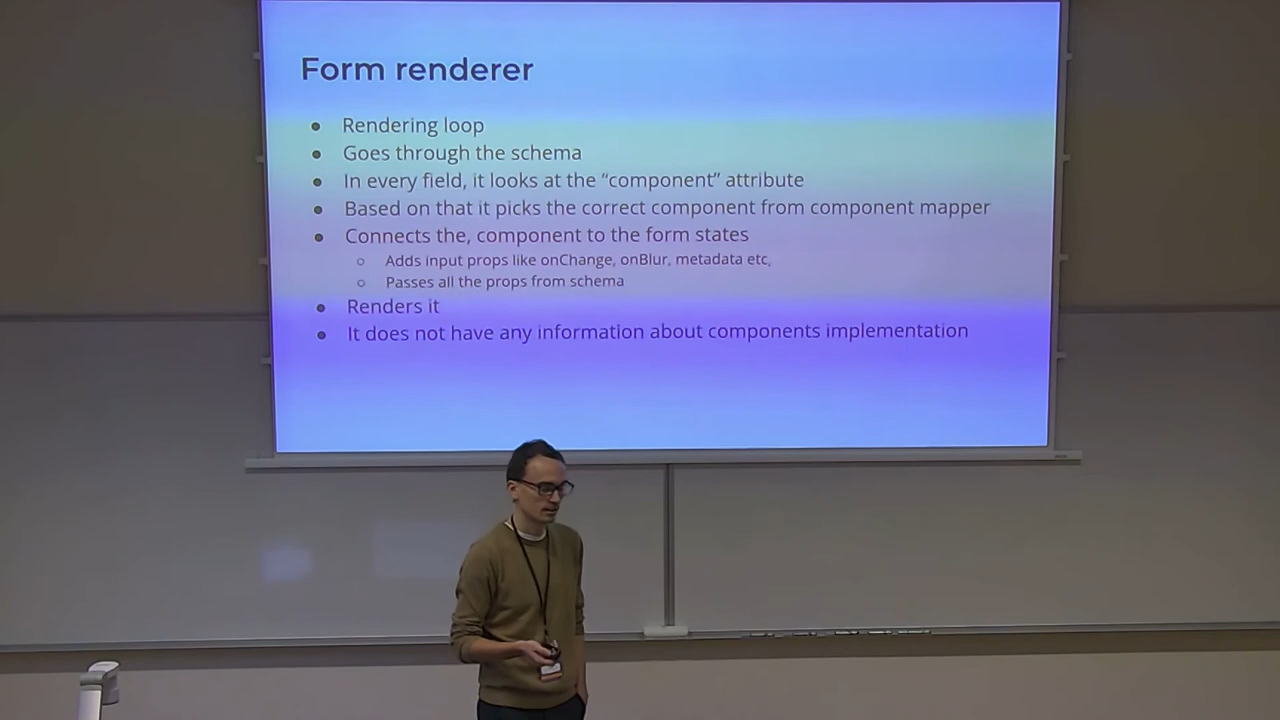 Form renderer
Rendering loop
Goes through the schema
In every field, it looks at the “component” attribute
Based on that it picks the correct component from component mapper
Connects the, component to the form states
Adds input props like onChange, onBlur, metadata etc,
Passes all the props from schema
Renders it
It does not have any information about components implementation